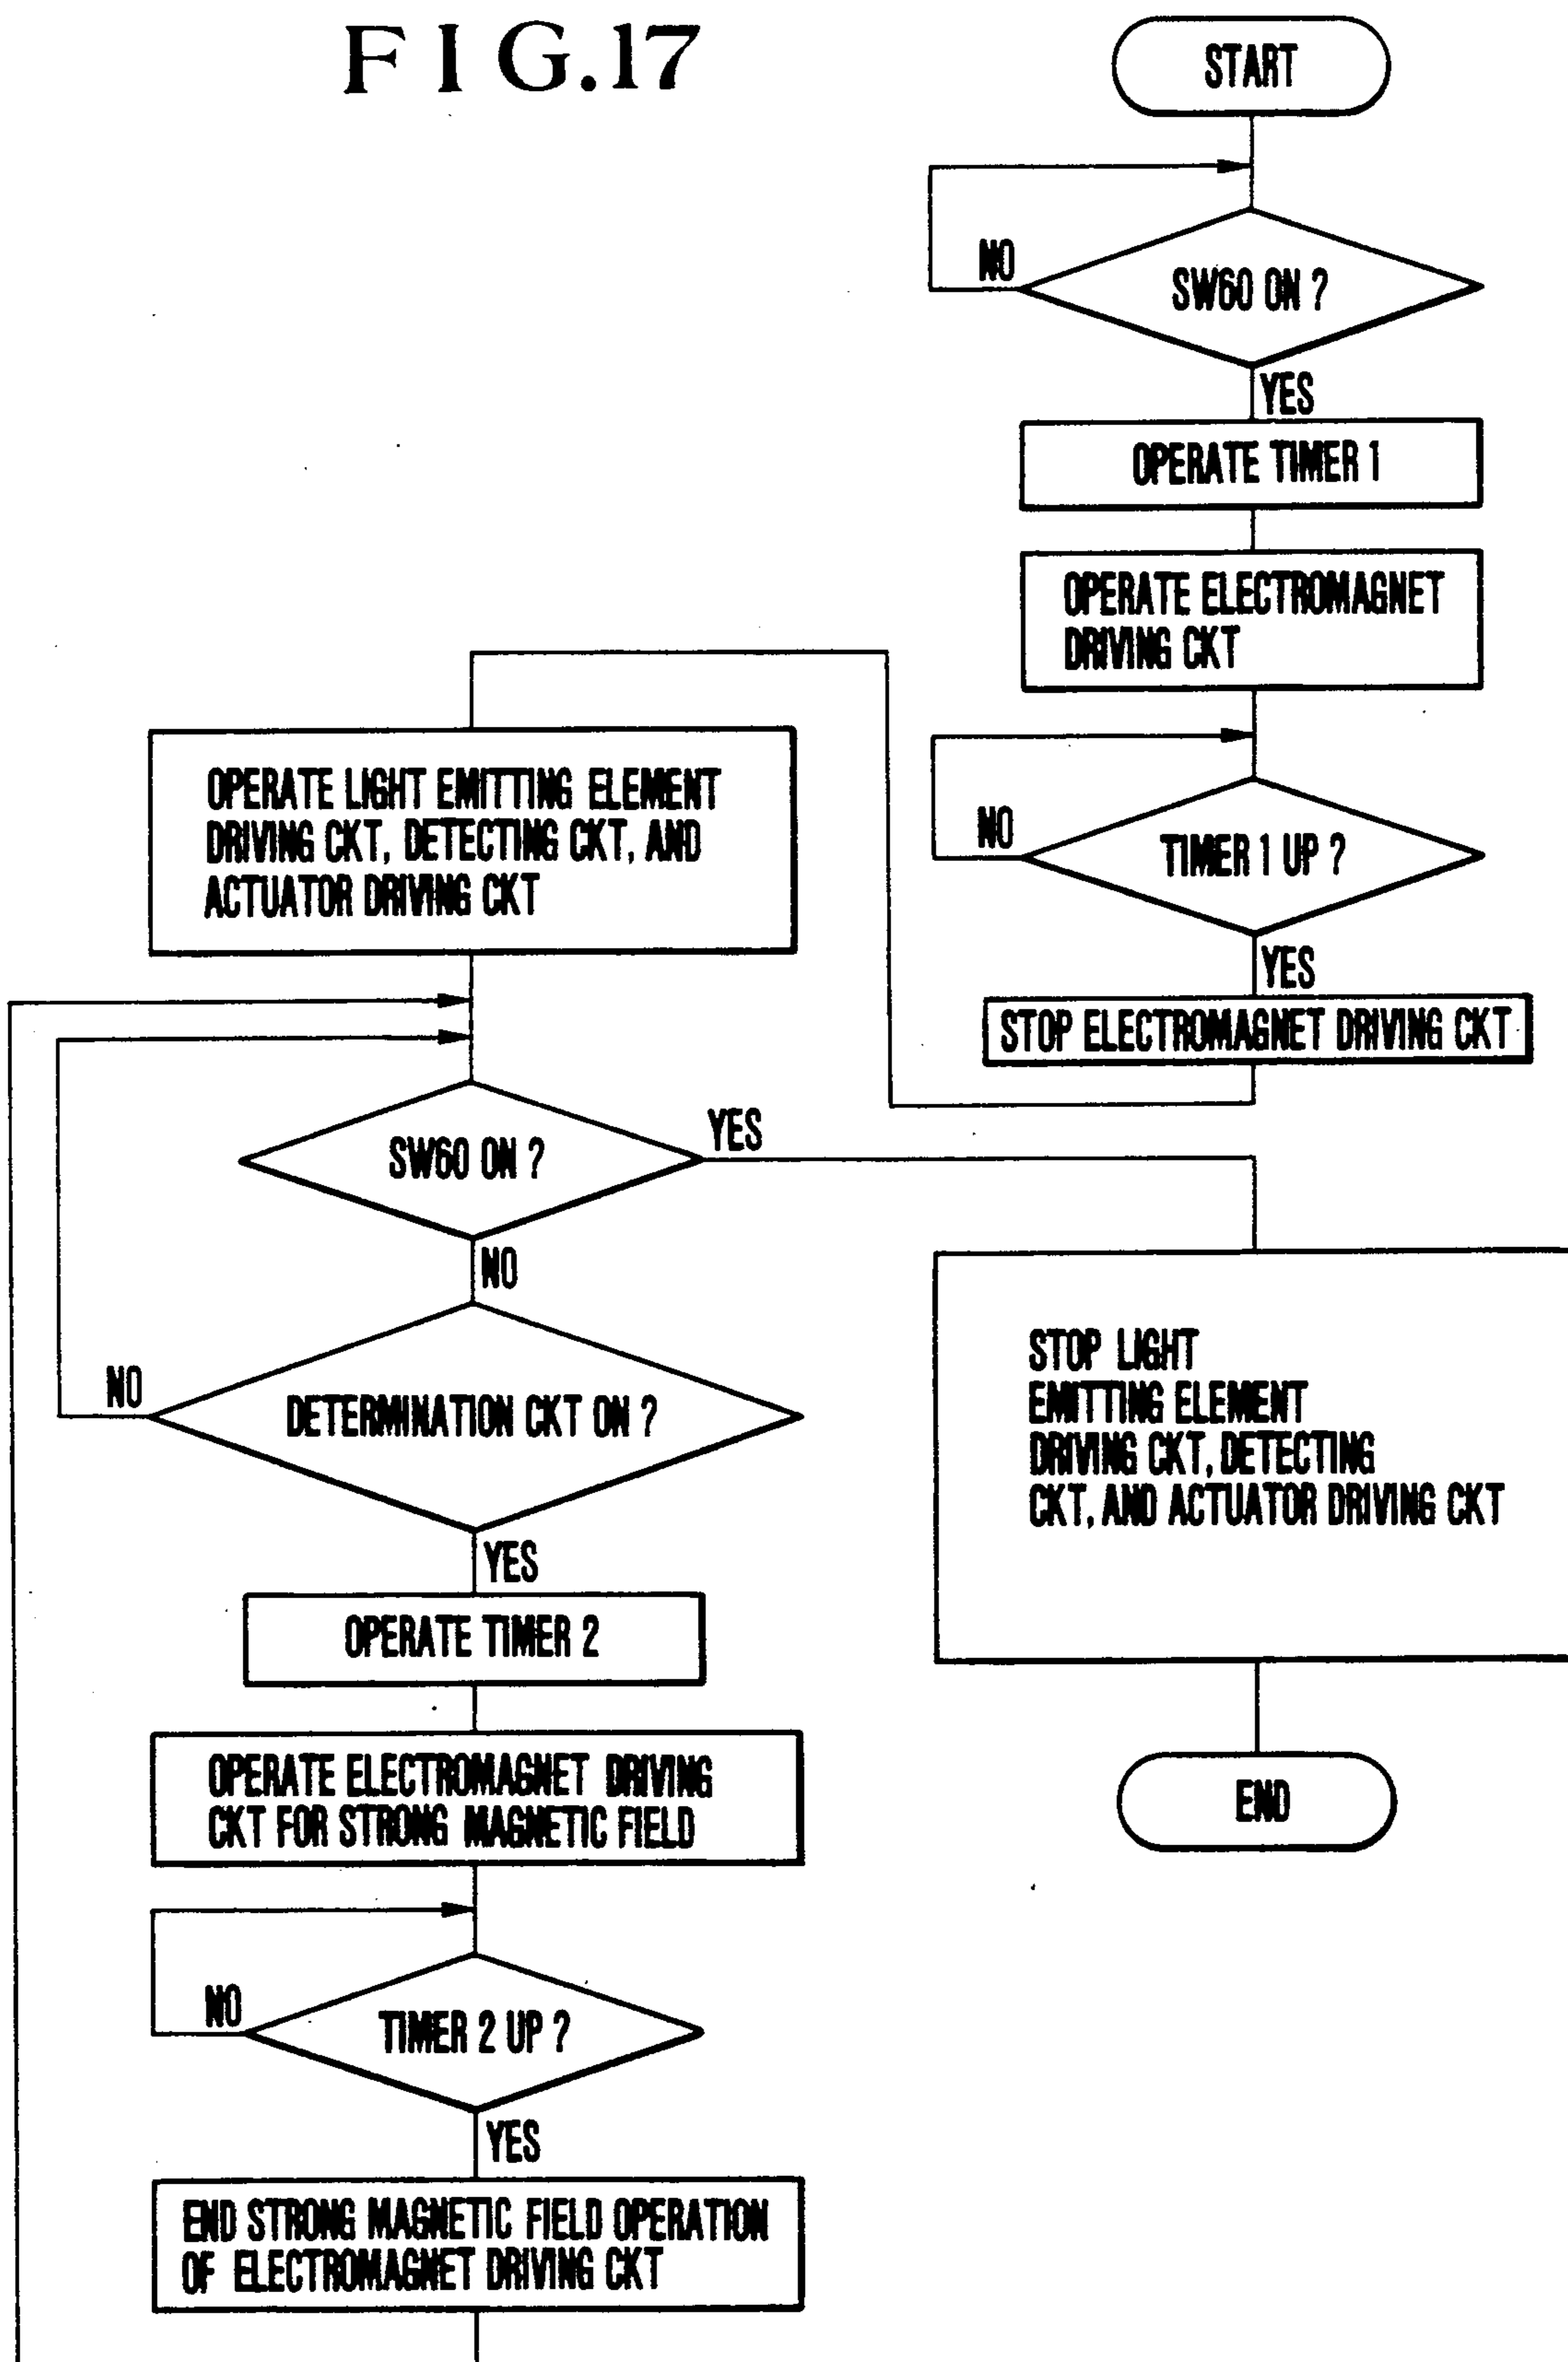 FIG.17
START
NO
SW60 ON ?
YES
OPERATE TIMER 1
OPERATE ELECTROMAGNET
DRIVING CKT
NO
TIMER 1 UP ?
YES
STOP ELECTROMAGNET DRIVING CKT
OPERATE LIGHT EMITTING ELEMENT
DRIVING CKT, DETECTING CKT, AND
ACTUATOR DRIVING CKT
SW60 ON ?
YES
NO
DETERMINATION CKT ON ?
NO
YES
OPERATE TIMER 2
OPERATE ELECTROMAGNET DRIVING
CKT FOR STRONG MAGNETIC FIELD
NO
TIMER 2 UP ?
YES
END STRONG MAGNETIC FIELD OPERATION
OF ELECTROMAGNET DRIVING CKT
STOP LIGHT
EMITTING ELEMENT
DRIVING CKT, DETECTING
CKT, AND ACTUATOR DRIVING CKT
END